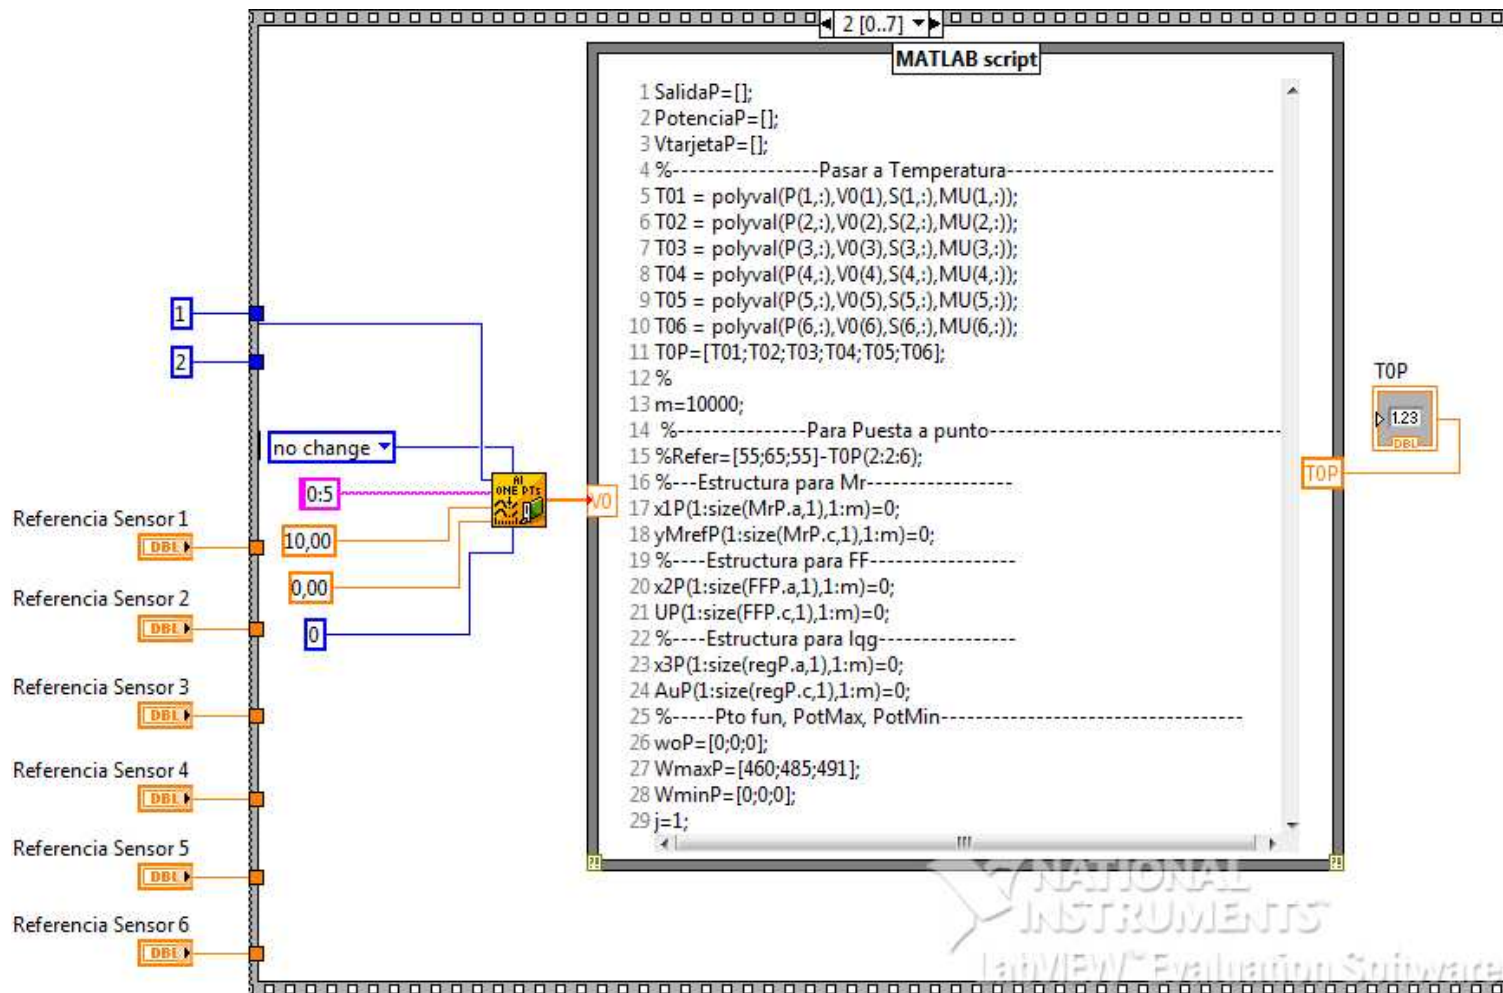 2 [0..7]
MATLAB script
1 SalidaP=[];
2 PotenciaP=[];
3 VtarjetaP=[];
4 %-----------------Pasar a Temperatura-------------------------------
5 T01 = polyval(P(1,:),V0(1),S(1,:),MU(1,:));
6 T02 = polyval(P(2,:),V0(2),S(2,:),MU(2,:));
7 T03 = polyval(P(3,:),V0(3),S(3,:),MU(3,:));
8 T04 = polyval(P(4,:),V0(4),S(4,:),MU(4,:));
9 T05 = polyval(P(5,:),V0(5),S(5,:),MU(5,:));
10 T06 = polyval(P(6,:),V0(6),S(6,:),MU(6,:));
11 T0P=[T01;T02;T03;T04;T05;T06];
12 %
13 m=10000;
14 %---------------Para Puesta a punto----------------------------------
15 %Refer=[55;65;55]-T0P(2:2:6);
16 %---Estructura para Mr-----------------
17 x1P(1:size(MrP.a,1),1:m)=0;
18 yMrefP(1:size(MrP.c,1),1:m)=0;
19 %----Estructura para FF-----------------
20 x2P(1:size(FFP.a,1),1:m)=0;
21 UP(1:size(FFP.c,1),1:m)=0;
22 %----Estructura para lqg----------------
23 x3P(1:size(regP.a,1),1:m)=0;
24 AuP(1:size(regP.c,1),1:m)=0;
25 %-----Pto fun, PotMax, PotMin-----------------------------------
26 woP=[0;0;0];
27 WmaxP=[460;485;491];
28 WminP=[0;0;0];
29 j=1;
1
2
no change
0:5
10,00
0,00
0
AI
ONE PTs
V0
T0P
T0P
1.23
DBL
Referencia Sensor 1
DBL
Referencia Sensor 2
DBL
Referencia Sensor 3
DBL
Referencia Sensor 4
DBL
Referencia Sensor 5
DBL
Referencia Sensor 6
DBL
NATIONAL
INSTRUMENTS™
LabVIEW™ Evaluation Software